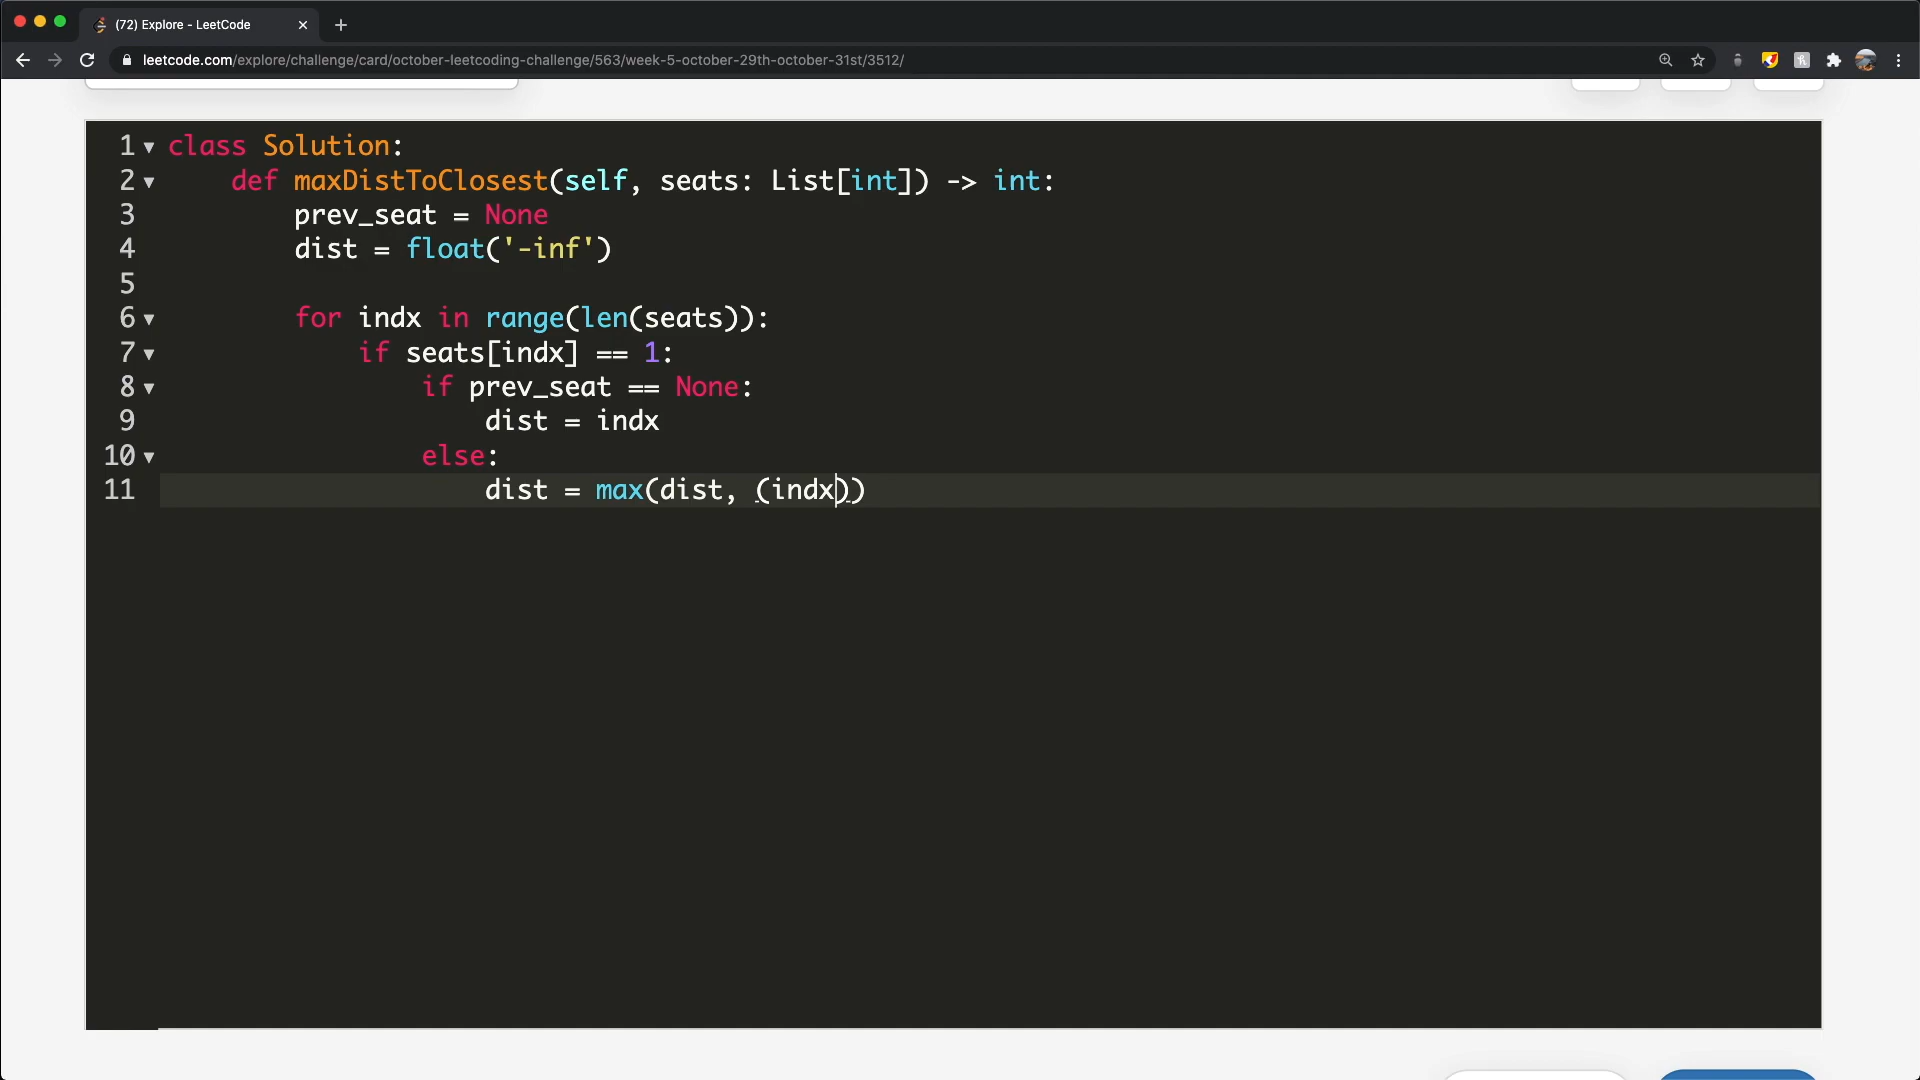 (72) Explore - LeetCode
leetcode.com/explore/challenge/card/october-leetcoding-challenge/563/week-5-october-29th-october-31st/3512/
1 class Solution:
2 def maxDistToClosest(self, seats: List[int]) -> int:
3 prev_seat = None
4 dist = float('-inf')
5
6 for indx in range(len(seats)):
7 if seats[indx] == 1:
8 if prev_seat == None:
9 dist = indx
10 else:
11 dist = max(dist, (indx))